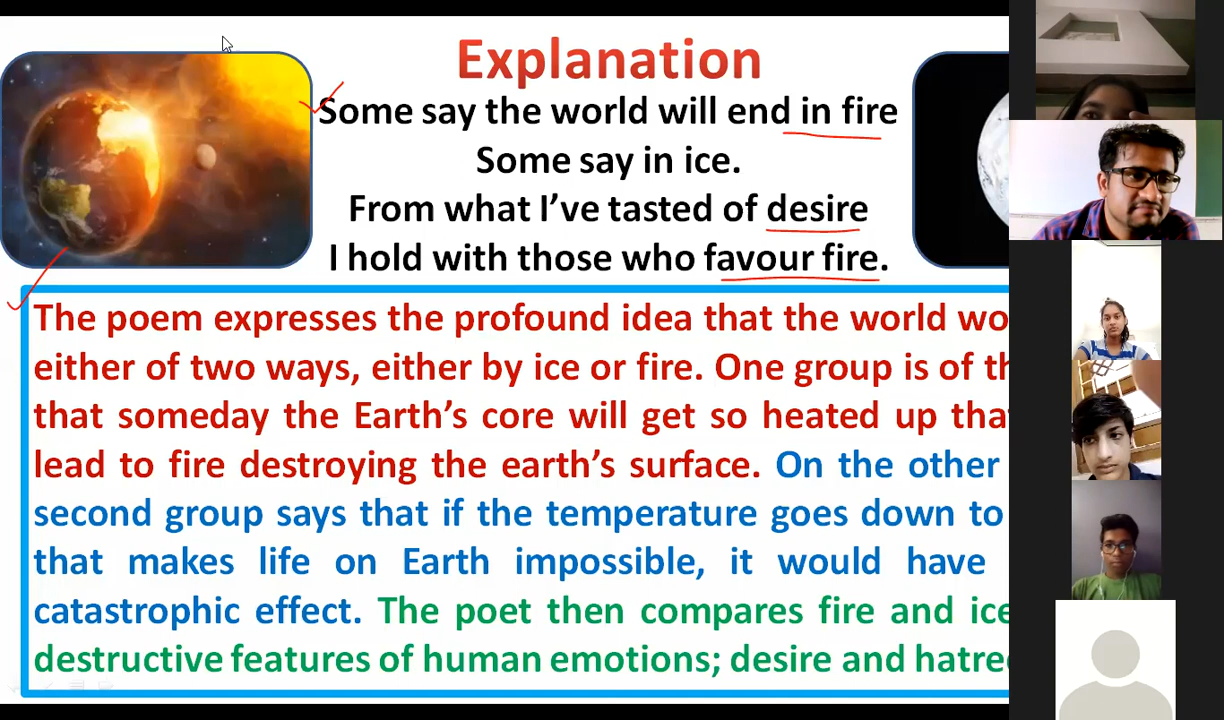 Explanation
Some say the world will end in fire
Some say in ice.
From what I’ve tasted of desire
I hold with those who favour fire.
The poem expresses the profound idea that the world
either of two ways, either by ice or fire. One group is of
that someday the Earth’s core will get so heated up
lead to fire destroying the earth’s surface. On the other
second group says that if the temperature goes down to
that makes life on Earth impossible, it would have
catastrophic effect. The poet then compares fire and ice
destructive features of human emotions; desire and